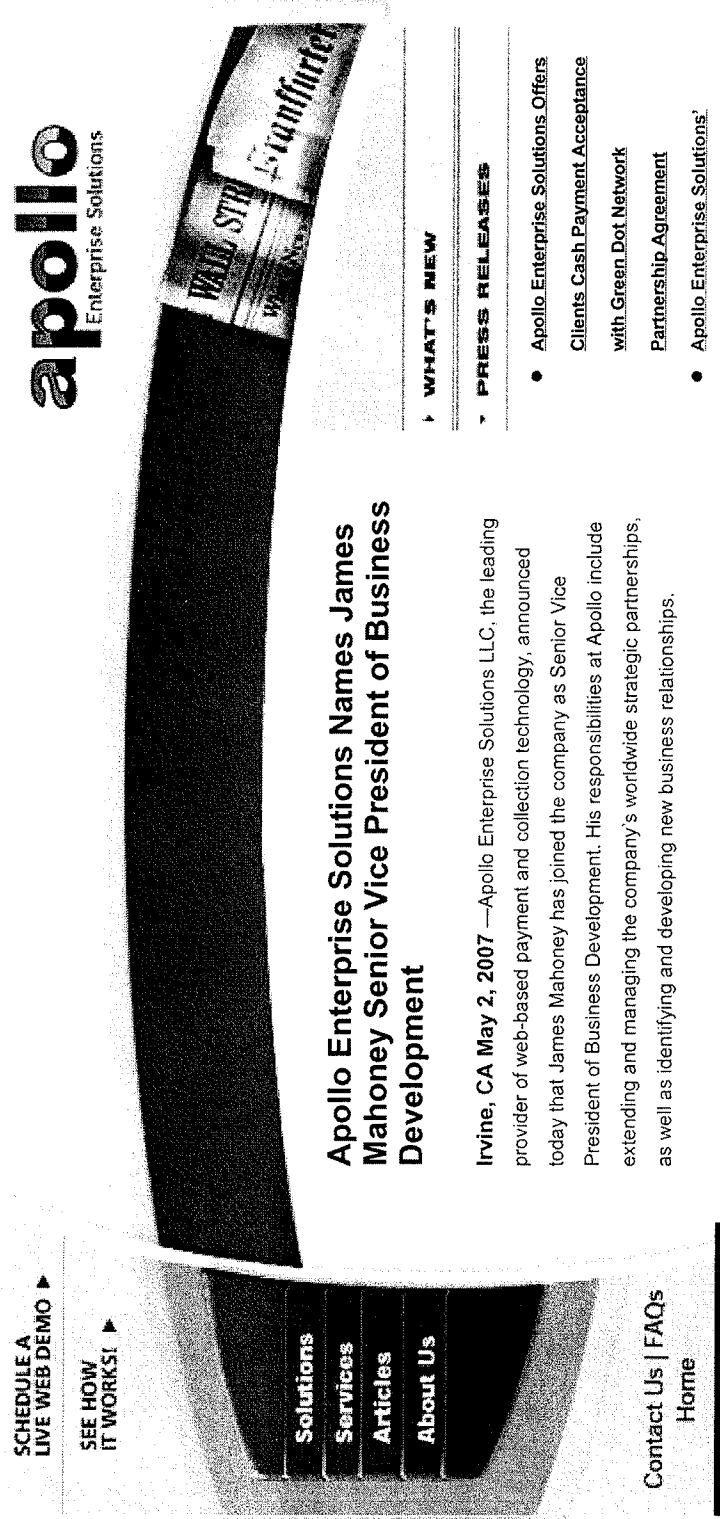 SCHEDULE A
LIVE WEB DEMO ►
SEE HOW
IT WORKS! ►
apollo
Enterprise Solutions
WALL STR
Frankfurter
Solutions
Services
Articles
About Us
Contact Us | FAQs
Home
Apollo Enterprise Solutions Names James
Mahoney Senior Vice President of Business
Development
Irvine, CA May 2, 2007 —Apollo Enterprise Solutions LLC, the leading
provider of web-based payment and collection technology, announced
today that James Mahoney has joined the company as Senior Vice
President of Business Development. His responsibilities at Apollo include
extending and managing the company's worldwide strategic partnerships,
as well as identifying and developing new business relationships.
WHAT'S NEW
PRESS RELEASES
● Apollo Enterprise Solutions Offers
Clients Cash Payment Acceptance
with Green Dot Network
Partnership Agreement
● Apollo Enterprise Solutions'